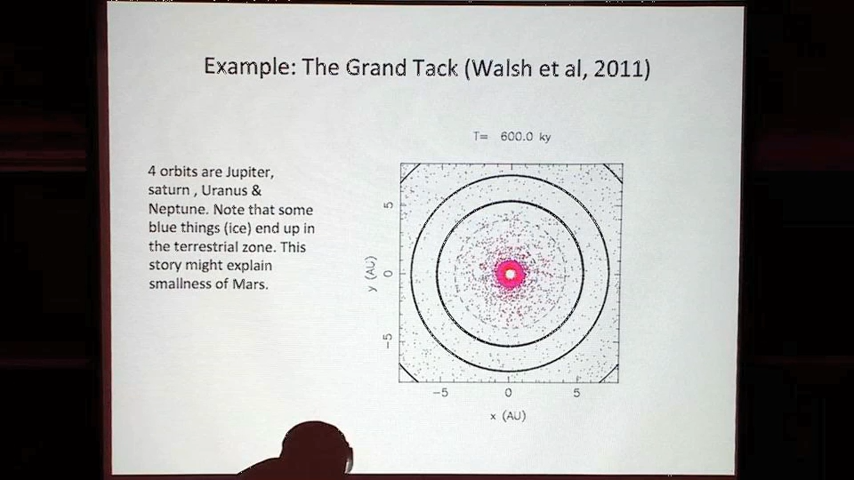 Example: The Grand Tack (Walsh et al, 2011)
T= 600.0 ky
4 orbits are Jupiter,
saturn , Uranus &
Neptune. Note that some
blue things (ice) end up in
the terrestrial zone. This
story might explain
smallness of Mars.
5
0
−5
y (AU)
−5 0 5
x (AU)